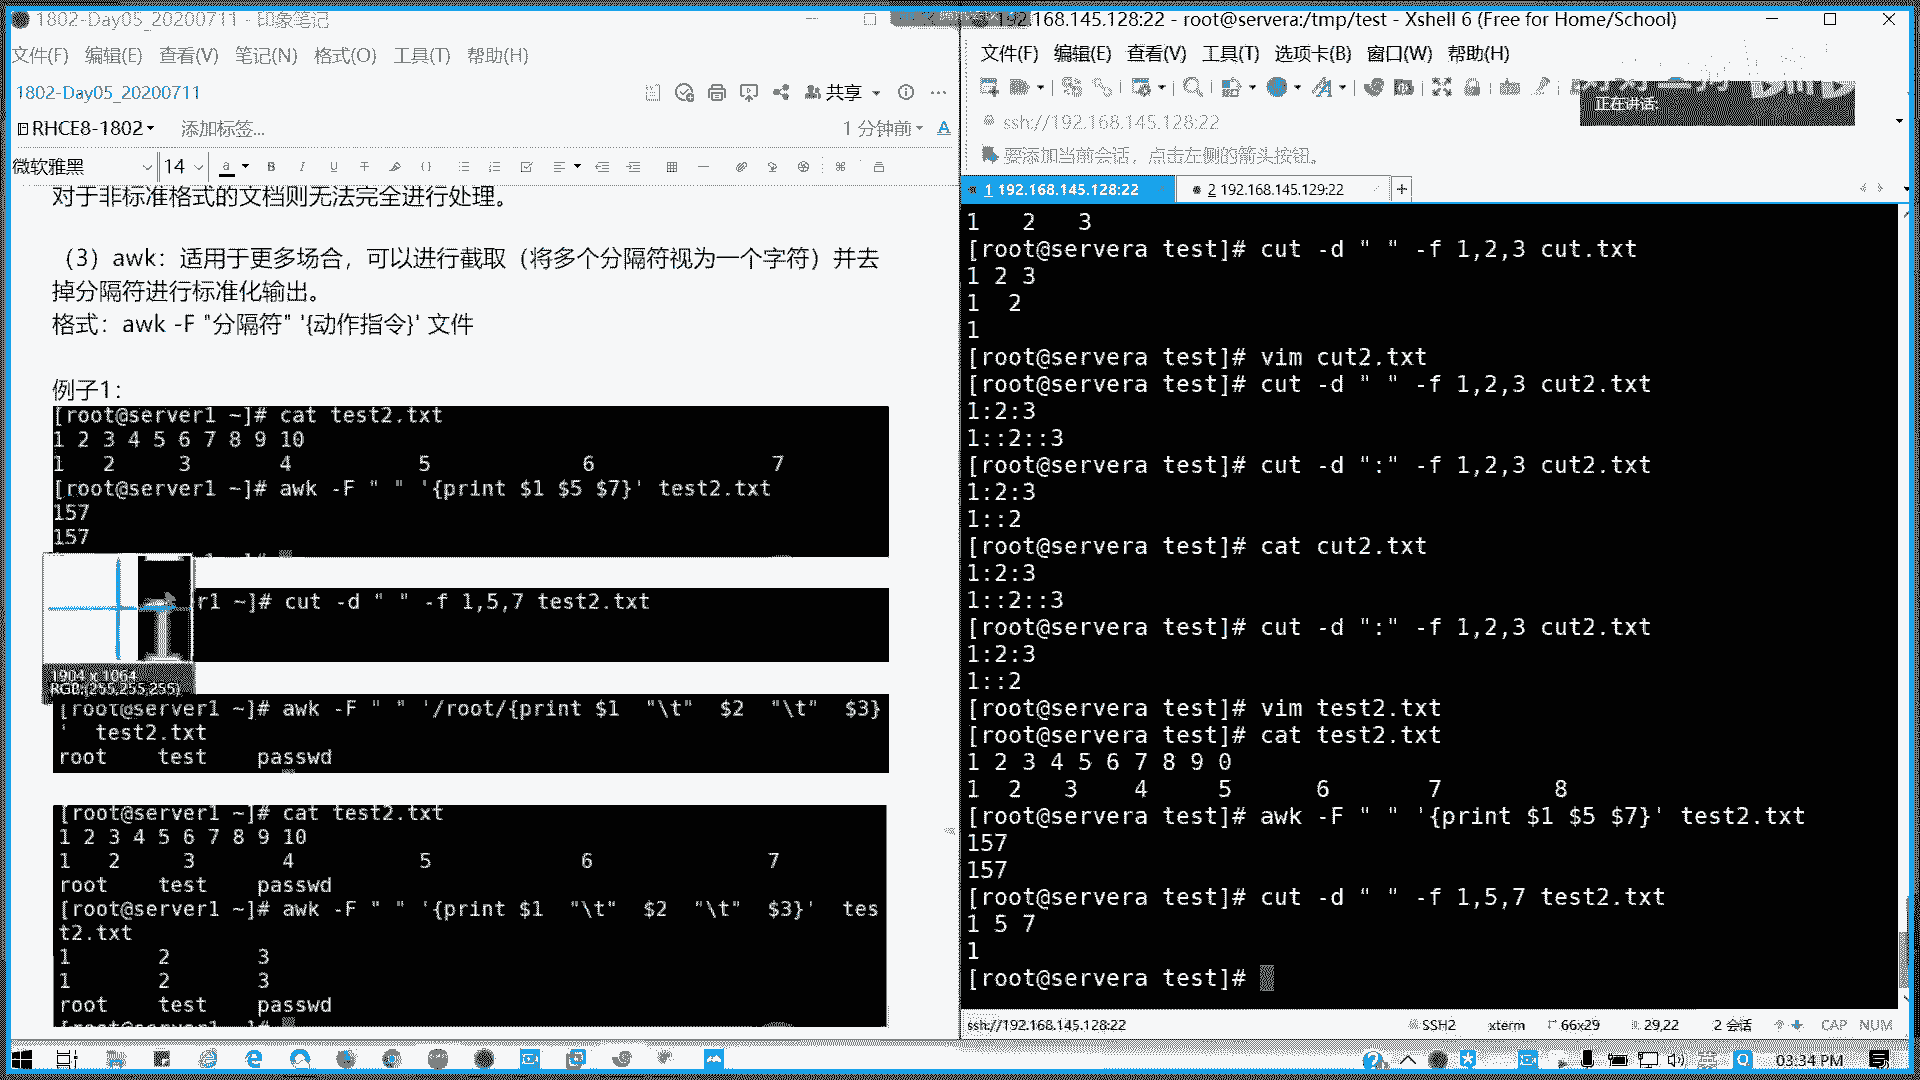 1802-Day05_20200711 - 印象笔记
文件(F) 编辑(E) 查看(V) 笔记(N) 格式(O) 工具(T) 帮助(H)
1802-Day05_20200711
共享
RHCE8-1802 添加标签...
1 分钟前
微软雅黑 14
对于非标准格式的文档则无法完全进行处理。
（3）awk：适用于更多场合，可以进行截取（将多个分隔符视为一个字符）并去
掉分隔符进行标准化输出。
格式：awk -F "分隔符" '{动作指令}' 文件
例子1：
[root@server1 ~]# cat test2.txt
1 2 3 4 5 6 7 8 9 10
1 2 3 4 5 6 7
[root@server1 ~]# awk -F " " '{print $1 $5 $7}' test2.txt
157
157
r1 ~]# cut -d " " -f 1,5,7 test2.txt
1904 x 1064
RGB:(255,255,255)
[root@server1 ~]# awk -F " " '/root/{print $1 "\t" $2 "\t" $3}
' test2.txt
root test passwd
[root@server1 ~]# cat test2.txt
1 2 3 4 5 6 7 8 9 10
1 2 3 4 5 6 7
root test passwd
[root@server1 ~]# awk -F " " '{print $1 "\t" $2 "\t" $3}' tes
t2.txt
1 2 3
1 2 3
root test passwd
192.168.145.128:22 - root@servera:/tmp/test - Xshell 6 (Free for Home/School)
文件(F) 编辑(E) 查看(V) 工具(T) 选项卡(B) 窗口(W) 帮助(H)
正在讲话:
ssh://192.168.145.128:22
要添加当前会话，点击左侧的箭头按钮。
1 192.168.145.128:22 2 192.168.145.129:22 +
1 2 3
[root@servera test]# cut -d " " -f 1,2,3 cut.txt
1 2 3
1  2
1
[root@servera test]# vim cut2.txt
[root@servera test]# cut -d " " -f 1,2,3 cut2.txt
1:2:3
1::2::3
[root@servera test]# cut -d ":" -f 1,2,3 cut2.txt
1:2:3
1::2
[root@servera test]# cat cut2.txt
1:2:3
1::2::3
[root@servera test]# cut -d ":" -f 1,2,3 cut2.txt
1:2:3
1::2
[root@servera test]# vim test2.txt
[root@servera test]# cat test2.txt
1 2 3 4 5 6 7 8 9 0
1 2 3 4 5 6 7 8
[root@servera test]# awk -F " " '{print $1 $5 $7}' test2.txt
157
157
[root@servera test]# cut -d " " -f 1,5,7 test2.txt
1 5 7
1
[root@servera test]#
ssh://192.168.145.128:22 SSH2 xterm 66x29 29,22 2 会话 CAP NUM
03:34 PM